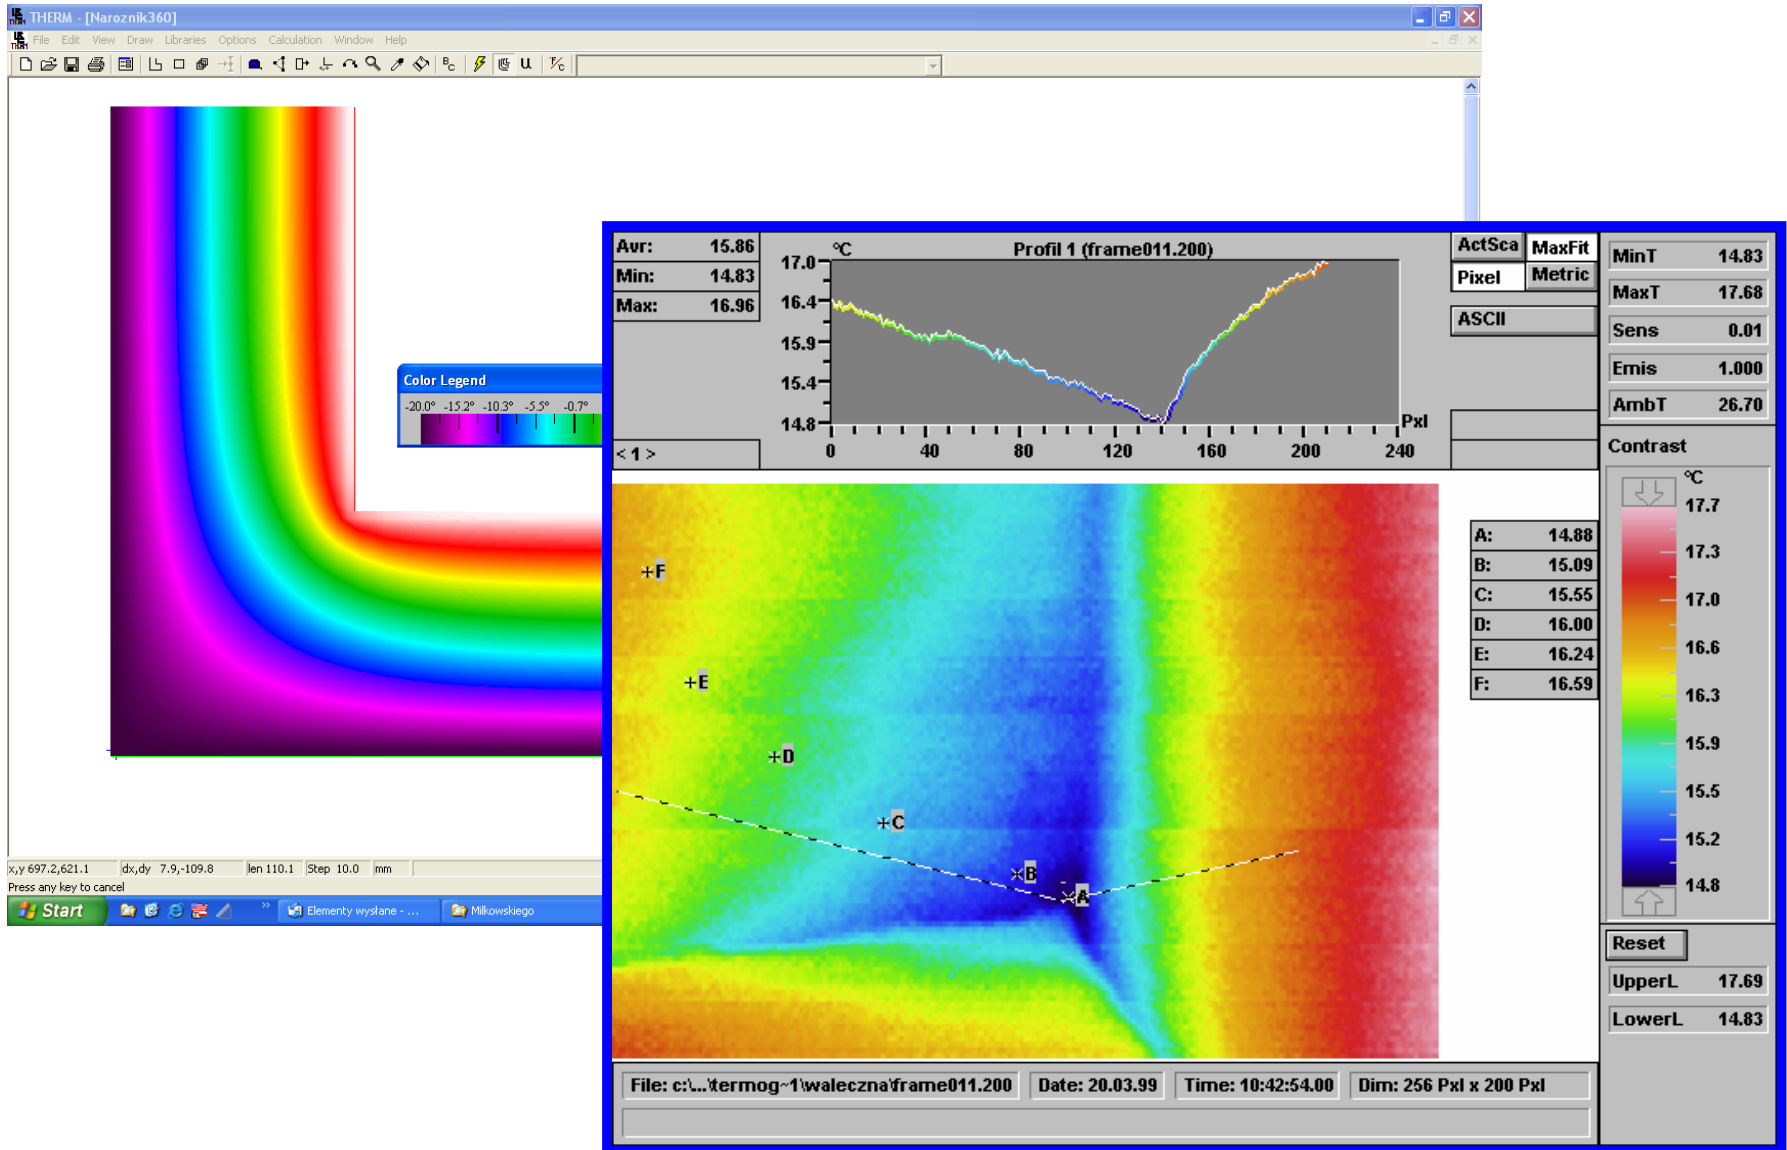 THERM - [Naroznik360]
File Edit View Draw Libraries Options Calculation Window Help
Color Legend
-20.0° -15.2° -10.3° -5.5° -0.7°
x,y 697.2,621.1 dx,dy 7.9,-109.8 len 110.1 Step 10.0 mm
Press any key to cancel
Start Elementy wysłane - ... Milkowskiego
Avr: 15.86
Min: 14.83
Max: 16.96
<1>
°C Profil 1 (frame011.200)
17.0
16.4
15.9
15.4
14.8
Pxl
0 40 80 120 160 200 240
ActSca MaxFit
Pixel Metric
ASCII
MinT 14.83
MaxT 17.68
Sens 0.01
Emis 1.000
AmbT 26.70
Contrast
°C
17.7
17.3
17.0
16.6
16.3
15.9
15.5
15.2
14.8
A: 14.88
B: 15.09
C: 15.55
D: 16.00
E: 16.24
F: 16.59
F
E
D
C
B
A
Reset
UpperL 17.69
LowerL 14.83
File: c:\...\termog~1\waleczna\frame011.200 Date: 20.03.99 Time: 10:42:54.00 Dim: 256 Pxl x 200 Pxl